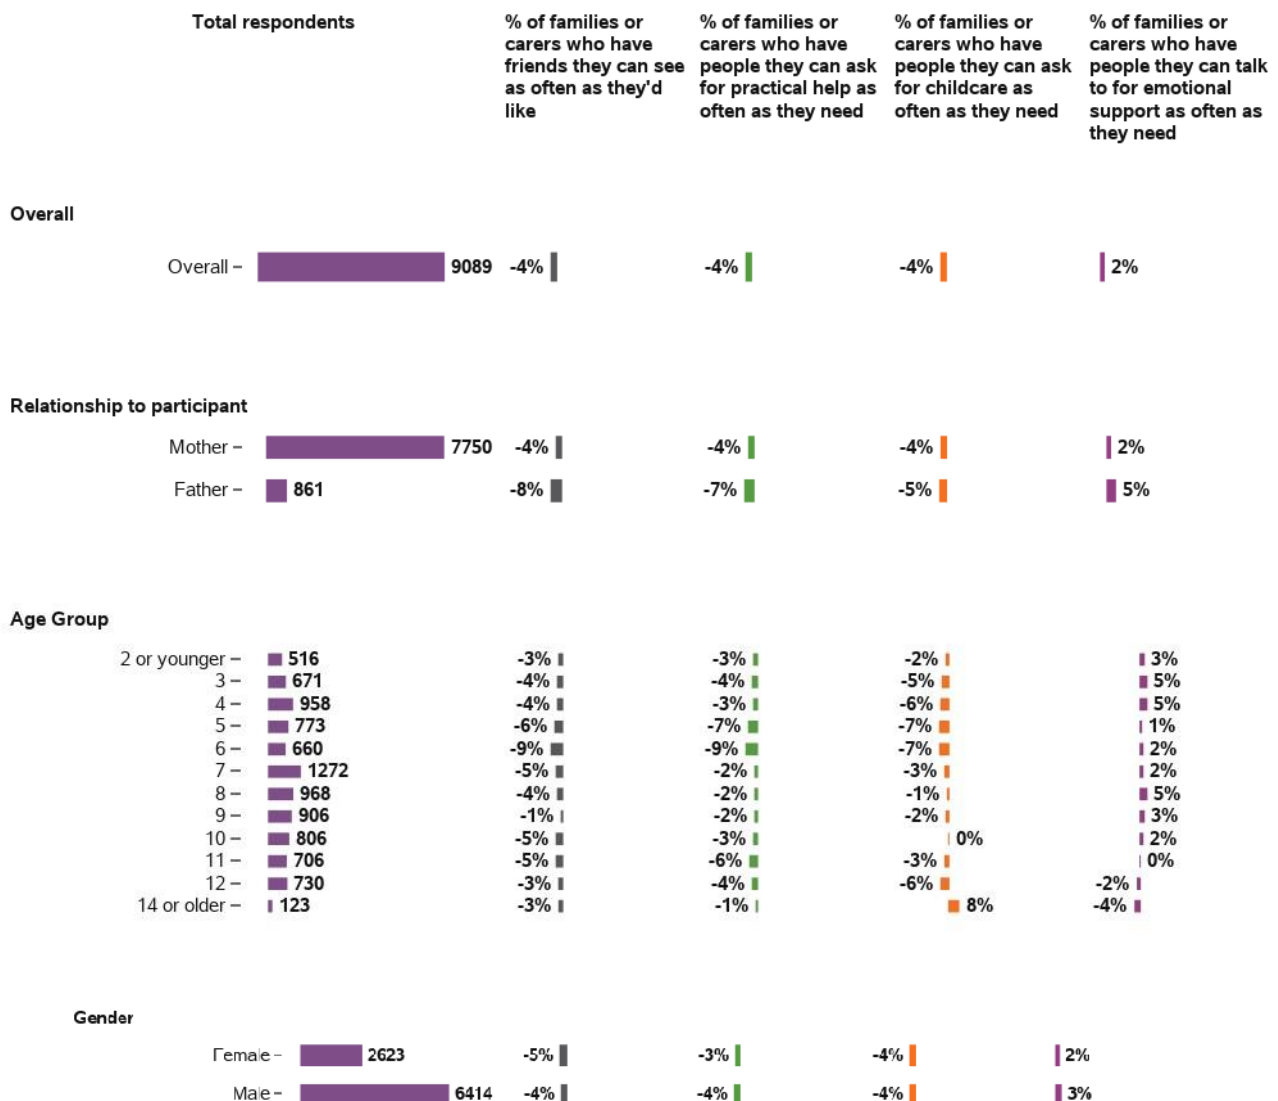 Total respondents
% of families or carers who have friends they can see as often as they'd like
% of families or carers who have people they can ask for practical help as often as they need
% of families or carers who have people they can ask for childcare as often as they need
% of families or carers who have people they can talk to for emotional support as often as they need
Overall
Overall 9089 -4% -4% -4% 2%
Relationship to participant
Mother 7750 -4% -4% -4% 2%
Father 861 -8% -7% -5% 5%
Age Group
2 or younger 516 -3% -3% -2% 3%
3 671 -4% -4% -5% 5%
4 958 -4% -3% -6% 5%
5 773 -6% -7% -7% 1%
6 660 -9% -9% -7% 2%
7 1272 -5% -2% -3% 2%
8 968 -4% -2% -1% 5%
9 906 -1% -2% -2% 3%
10 806 -5% -3% 0% 2%
11 706 -5% -6% -3% 0%
12 730 -3% -4% -6% -2%
14 or older 123 -3% -1% 8% -4%
Gender
Female 2623 -5% -3% -4% 2%
Male 6414 -4% -4% -4% 3%